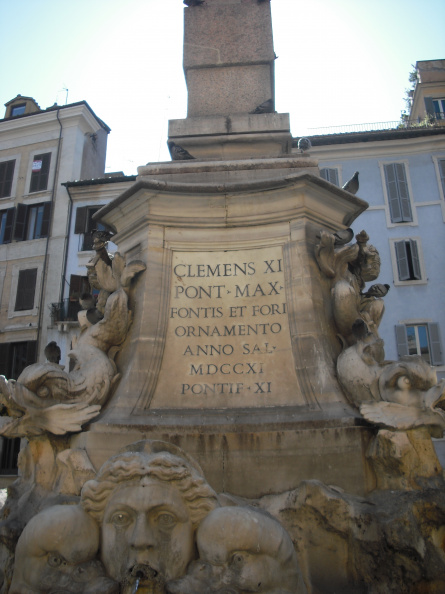 CLEMENS XI
PONT·MAX·
FONTIS ET FORI
ORNAMENTO
ANNO SAL·
MDCCXI
PONTIF·XI